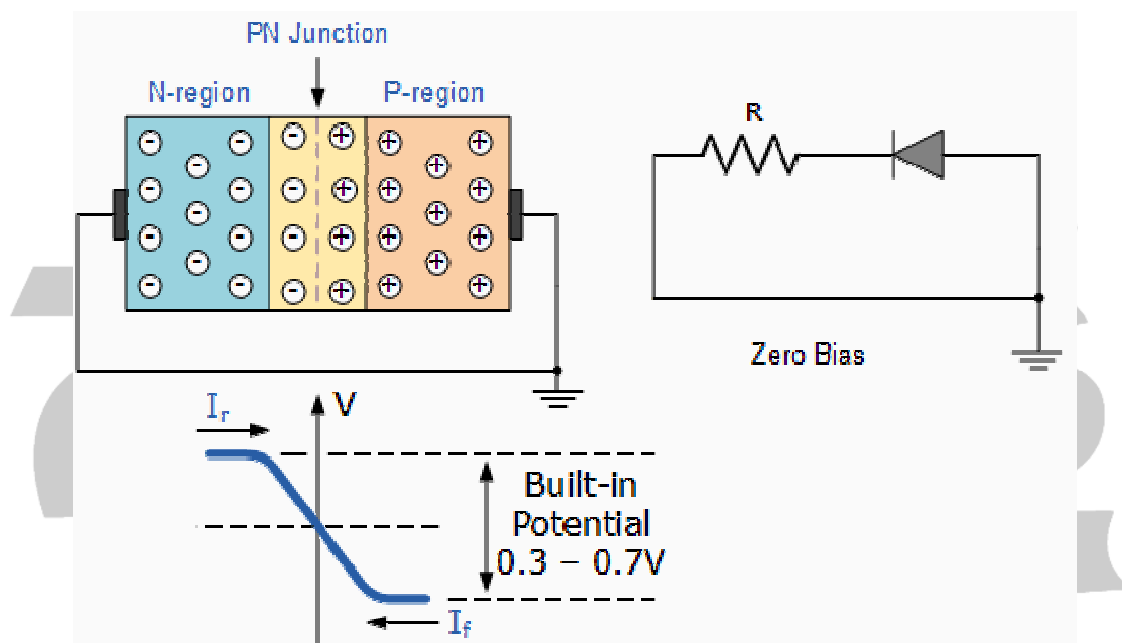 PN Junction
N-region
P-region
R
Zero Bias
Ir
V
Built-in
Potential
0.3 – 0.7V
If